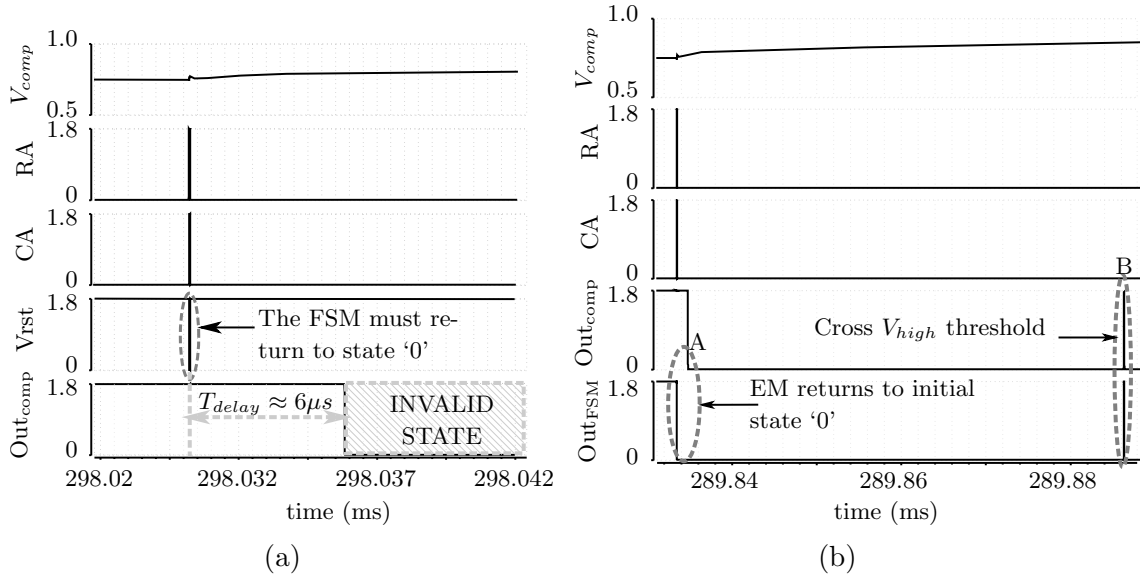 1.0
V_comp
0.5
1.8
RA
0
1.8
CA
0
1.8
Vrst
0
The FSM must re-
turn to state ‘0’
1.8
Out_comp
0
T_delay ≈ 6μs
INVALID
STATE
298.02 298.032 298.037 298.042
time (ms)
(a)
1.0
V_comp
0.5
1.8
RA
0
1.8
CA
0
B
1.8
Out_comp
0
Cross V_high threshold
A
1.8
Out_FSM
0
EM returns to initial
state ‘0’
289.84 289.86 289.88
time (ms)
(b)